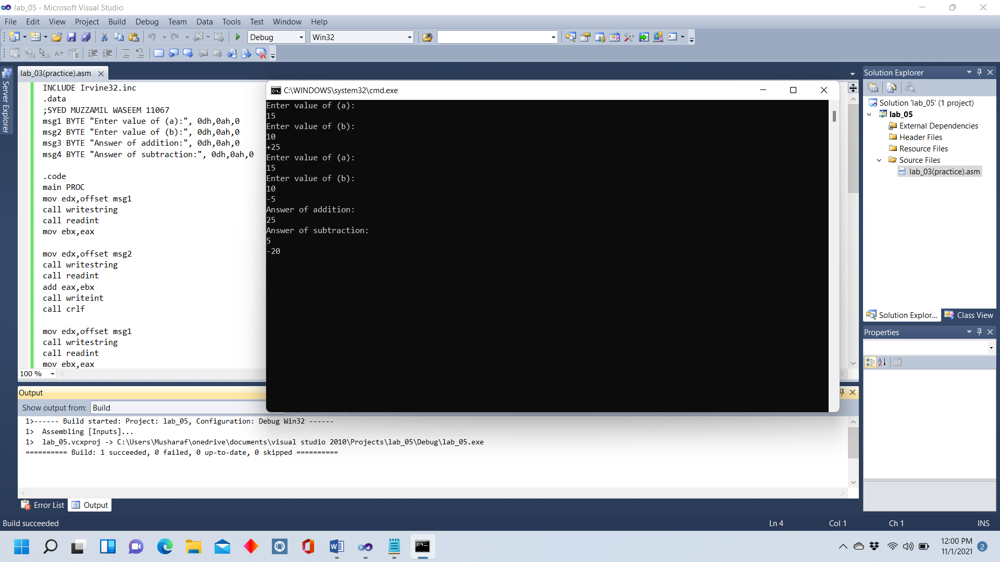 lab_05 - Microsoft Visual Studio
File Edit View Project Build Debug Team Data Tools Test Window Help
Debug Win32
Server Explorer
lab_03(practice).asm
INCLUDE Irvine32.inc
.data
;SYED MUZZAMIL WASEEM 11067
msg1 BYTE "Enter value of (a):", 0dh,0ah,0
msg2 BYTE "Enter value of (b):", 0dh,0ah,0
msg3 BYTE "Answer of addition:", 0dh,0ah,0
msg4 BYTE "Answer of subtraction:", 0dh,0ah,0
.code
main PROC
mov edx,offset msg1
call writestring
call readint
mov ebx,eax
mov edx,offset msg2
call writestring
call readint
add eax,ebx
call writeint
call crlf
mov edx,offset msg1
call writestring
call readint
mov ebx,eax
100 %
C:\WINDOWS\system32\cmd.exe
Enter value of (a):
15
Enter value of (b):
10
+25
Enter value of (a):
15
Enter value of (b):
10
-5
Answer of addition:
25
Answer of subtraction:
5
-20
Solution Explorer
Solution 'lab_05' (1 project)
lab_05
External Dependencies
Header Files
Resource Files
Source Files
lab_03(practice).asm
Solution Explor... Class View
Properties
Output
Show output from: Build
1>------ Build started: Project: lab_05, Configuration: Debug Win32 ------
1>  Assembling [Inputs]...
1>  lab_05.vcxproj -> C:\Users\Musharaf\onedrive\documents\visual studio 2010\Projects\lab_05\Debug\lab_05.exe
========== Build: 1 succeeded, 0 failed, 0 up-to-date, 0 skipped ==========
Error List Output
Build succeeded Ln 4 Col 1 Ch 1 INS
12:00 PM
11/1/2021
2